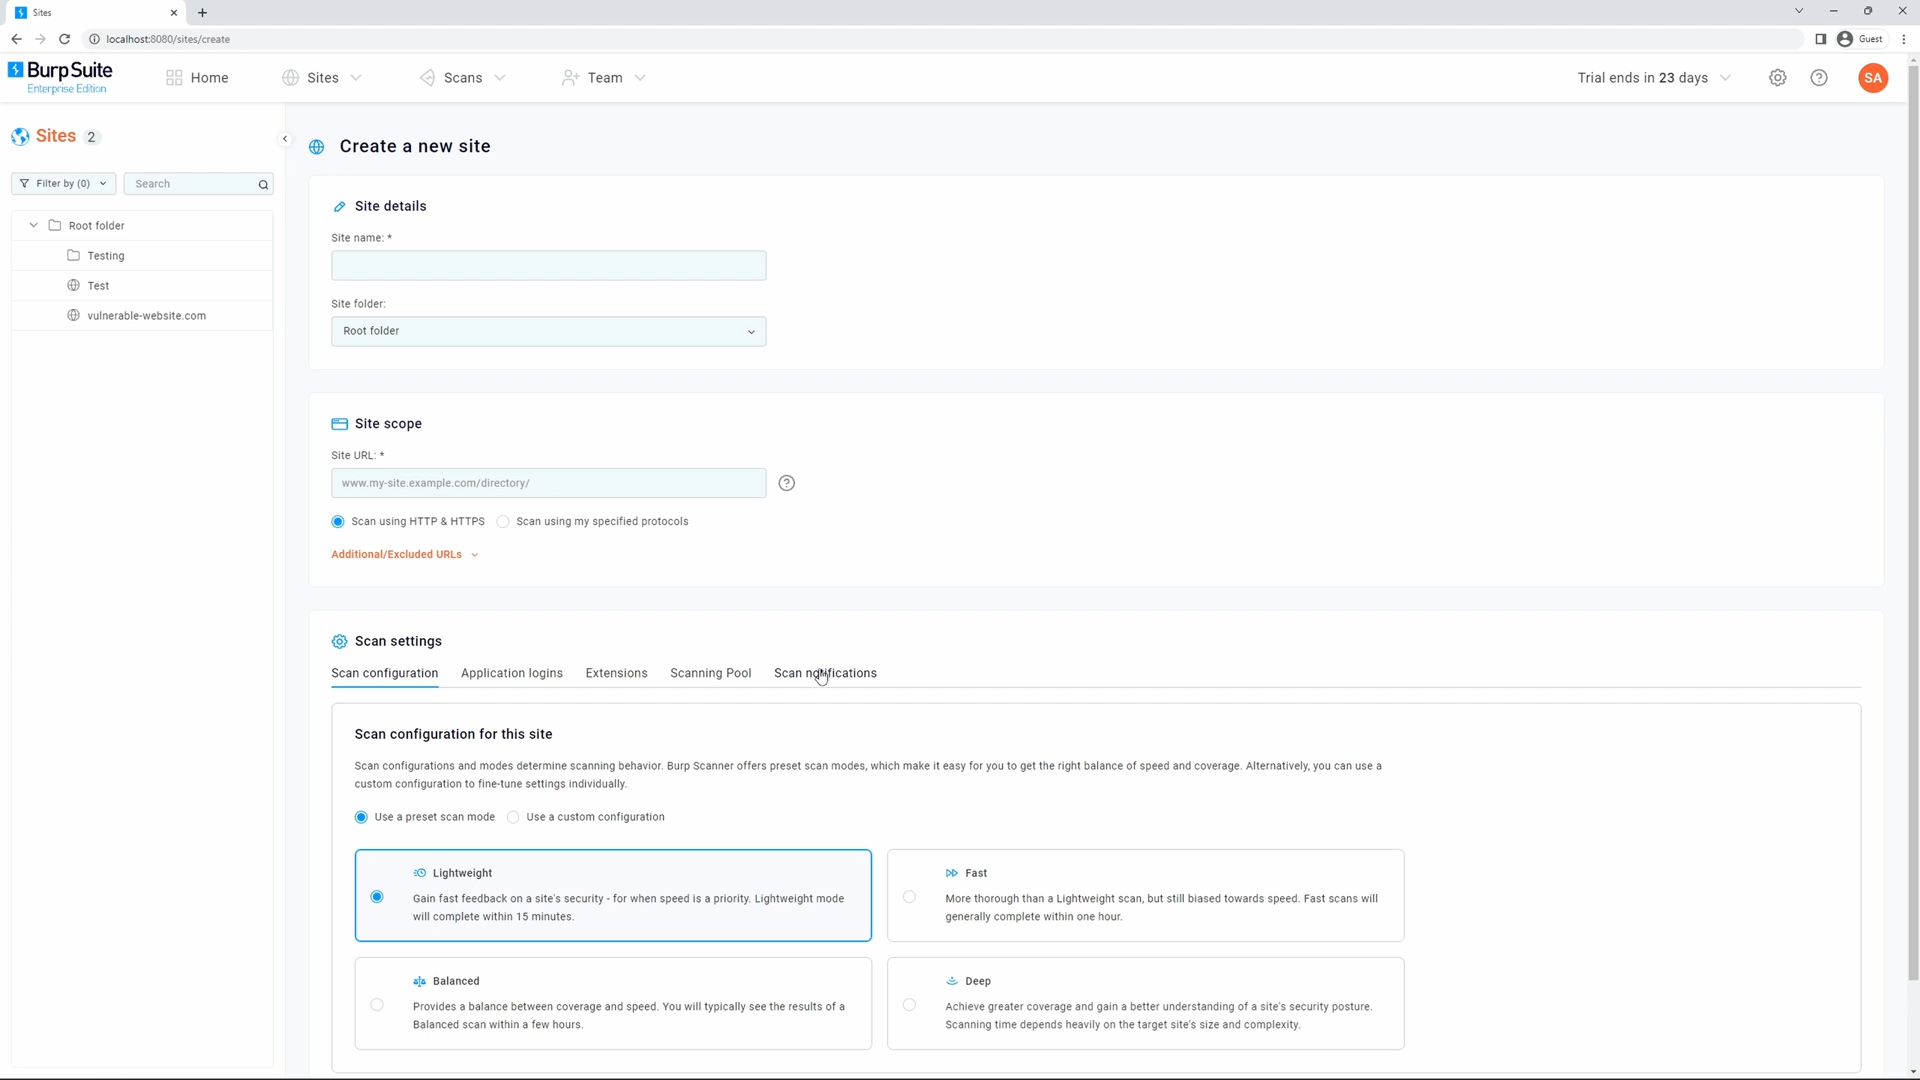 Sites
localhost:8080/sites/create
Guest
BurpSuite
Enterprise Edition
Home
Sites
Scans
Team
Trial ends in 23 days
SA
Sites 2
Filter by (0)
Search
Root folder
Testing
Test
vulnerable-website.com
Create a new site
Site details
Site name: *
Site folder:
Root folder
Site scope
Site URL: *
www.my-site.example.com/directory/
Scan using HTTP & HTTPS
Scan using my specified protocols
Additional/Excluded URLs
Scan settings
Scan configuration
Application logins
Extensions
Scanning Pool
Scan notifications
Scan configuration for this site
Scan configurations and modes determine scanning behavior. Burp Scanner offers preset scan modes, which make it easy for you to get the right balance of speed and coverage. Alternatively, you can use a
custom configuration to fine-tune settings individually.
Use a preset scan mode
Use a custom configuration
Lightweight
Gain fast feedback on a site's security - for when speed is a priority. Lightweight mode
will complete within 15 minutes.
Fast
More thorough than a Lightweight scan, but still biased towards speed. Fast scans will
generally complete within one hour.
Balanced
Provides a balance between coverage and speed. You will typically see the results of a
Balanced scan within a few hours.
Deep
Achieve greater coverage and gain a better understanding of a site's security posture.
Scanning time depends heavily on the target site's size and complexity.